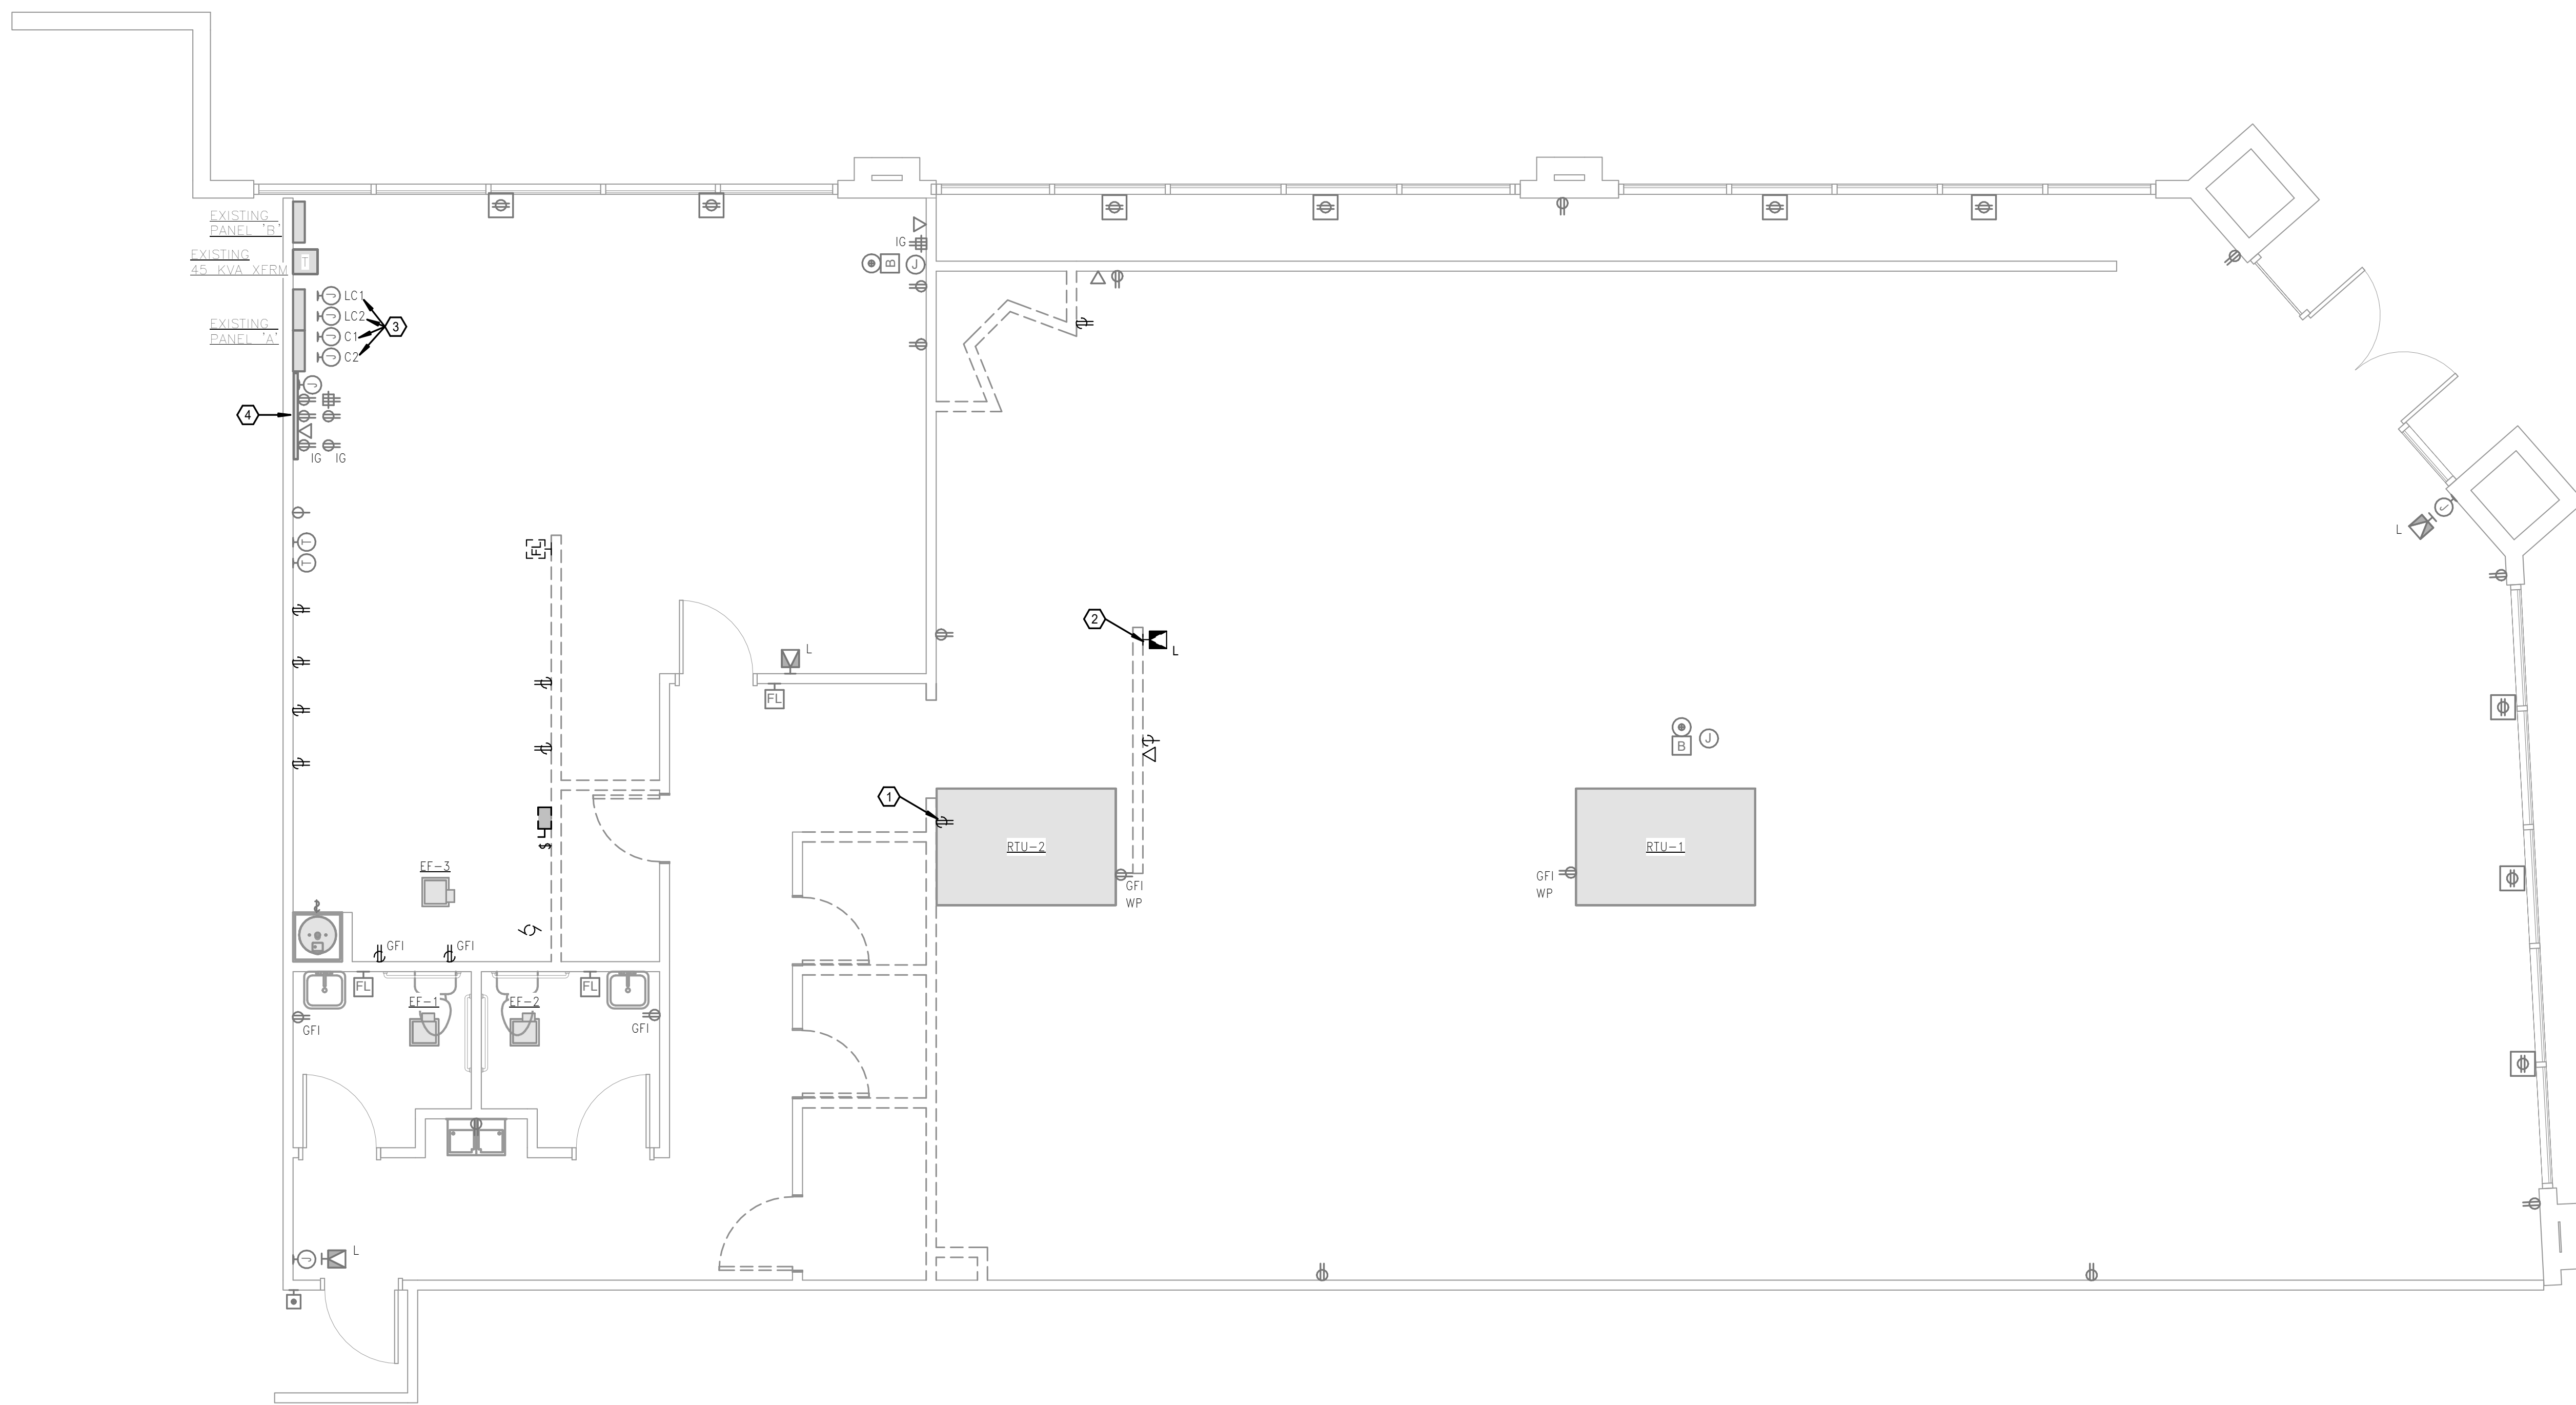 EXISTING
PANEL 'B'
EXISTING
45 KVA XFRM
T
EXISTING
PANEL 'A'
J LC1
J LC2
J C1
J C2
3
J
4
IG IG
T
T
IG
B
J
FL
L
FL
2
L
1
RTU-2
GFI
WP
B
J
RTU-1
GFI
WP
J
L
$
EF-3
GFI
GFI
FL
FL
EF-1
EF-2
GFI
GFI
J
L